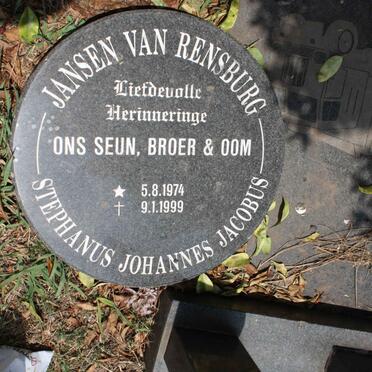 JANSEN VAN RENSBURG
Liefdevolle
Herinneringe
ONS SEUN, BROER & OOM
5.8.1974
9.1.1999
STEPHANUS JOHANNES JACOBUS